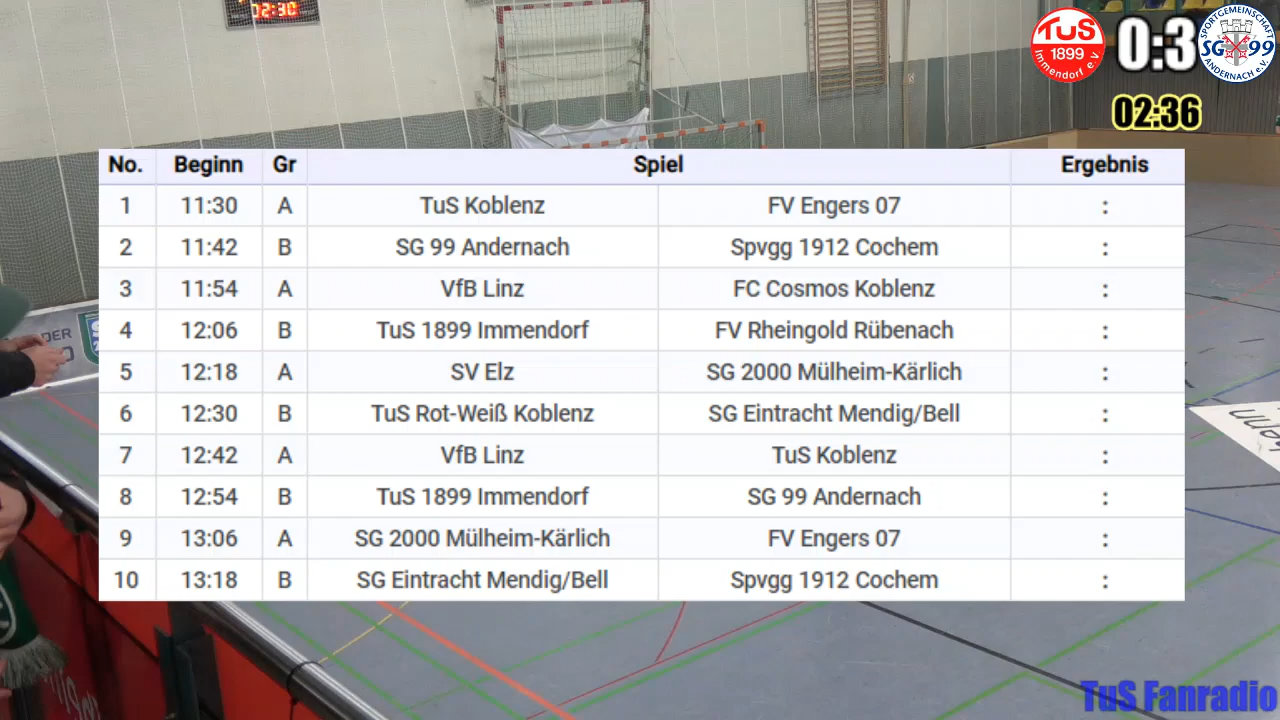 02:30
TuS
1899
Immendorf e.V.
0:3
SPORTGEMEINSCHAFT
SG 99
ANDERNACH e.V.
02:36
No. Beginn Gr Spiel Ergebnis
1 11:30 A TuS Koblenz FV Engers 07 :
2 11:42 B SG 99 Andernach Spvgg 1912 Cochem :
3 11:54 A VfB Linz FC Cosmos Koblenz :
4 12:06 B TuS 1899 Immendorf FV Rheingold Rübenach :
5 12:18 A SV Elz SG 2000 Mülheim-Kärlich :
6 12:30 B TuS Rot-Weiß Koblenz SG Eintracht Mendig/Bell :
7 12:42 A VfB Linz TuS Koblenz :
8 12:54 B TuS 1899 Immendorf SG 99 Andernach :
9 13:06 A SG 2000 Mülheim-Kärlich FV Engers 07 :
10 13:18 B SG Eintracht Mendig/Bell Spvgg 1912 Cochem :
DER
TuS Fanradio